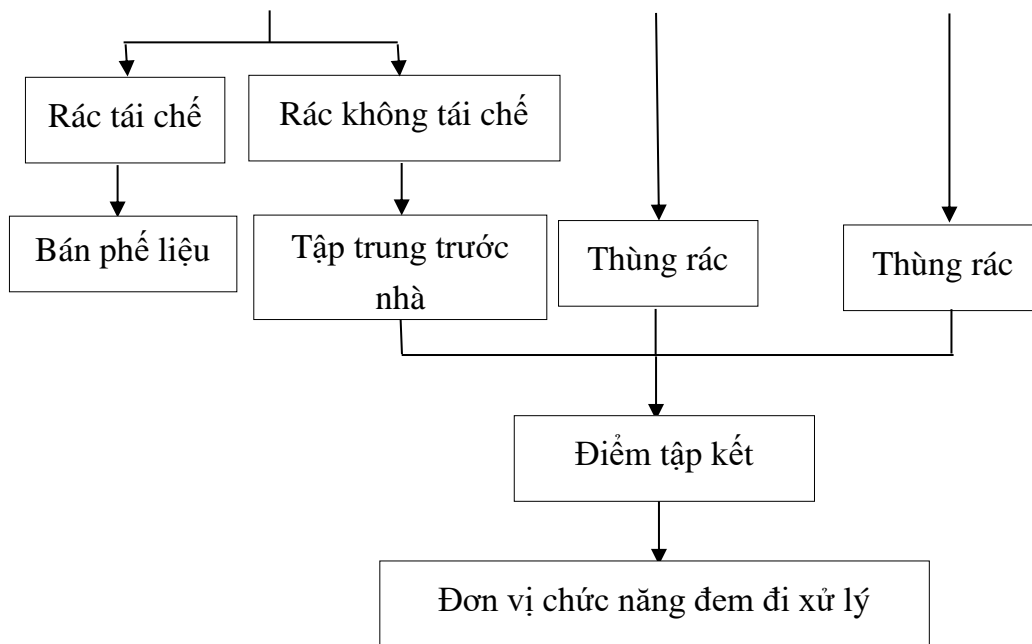 Rác tái chế
Rác không tái chế
Bán phế liệu
Tập trung trước
nhà
Thùng rác
Thùng rác
Điểm tập kết
Đơn vị chức năng đem đi xử lý